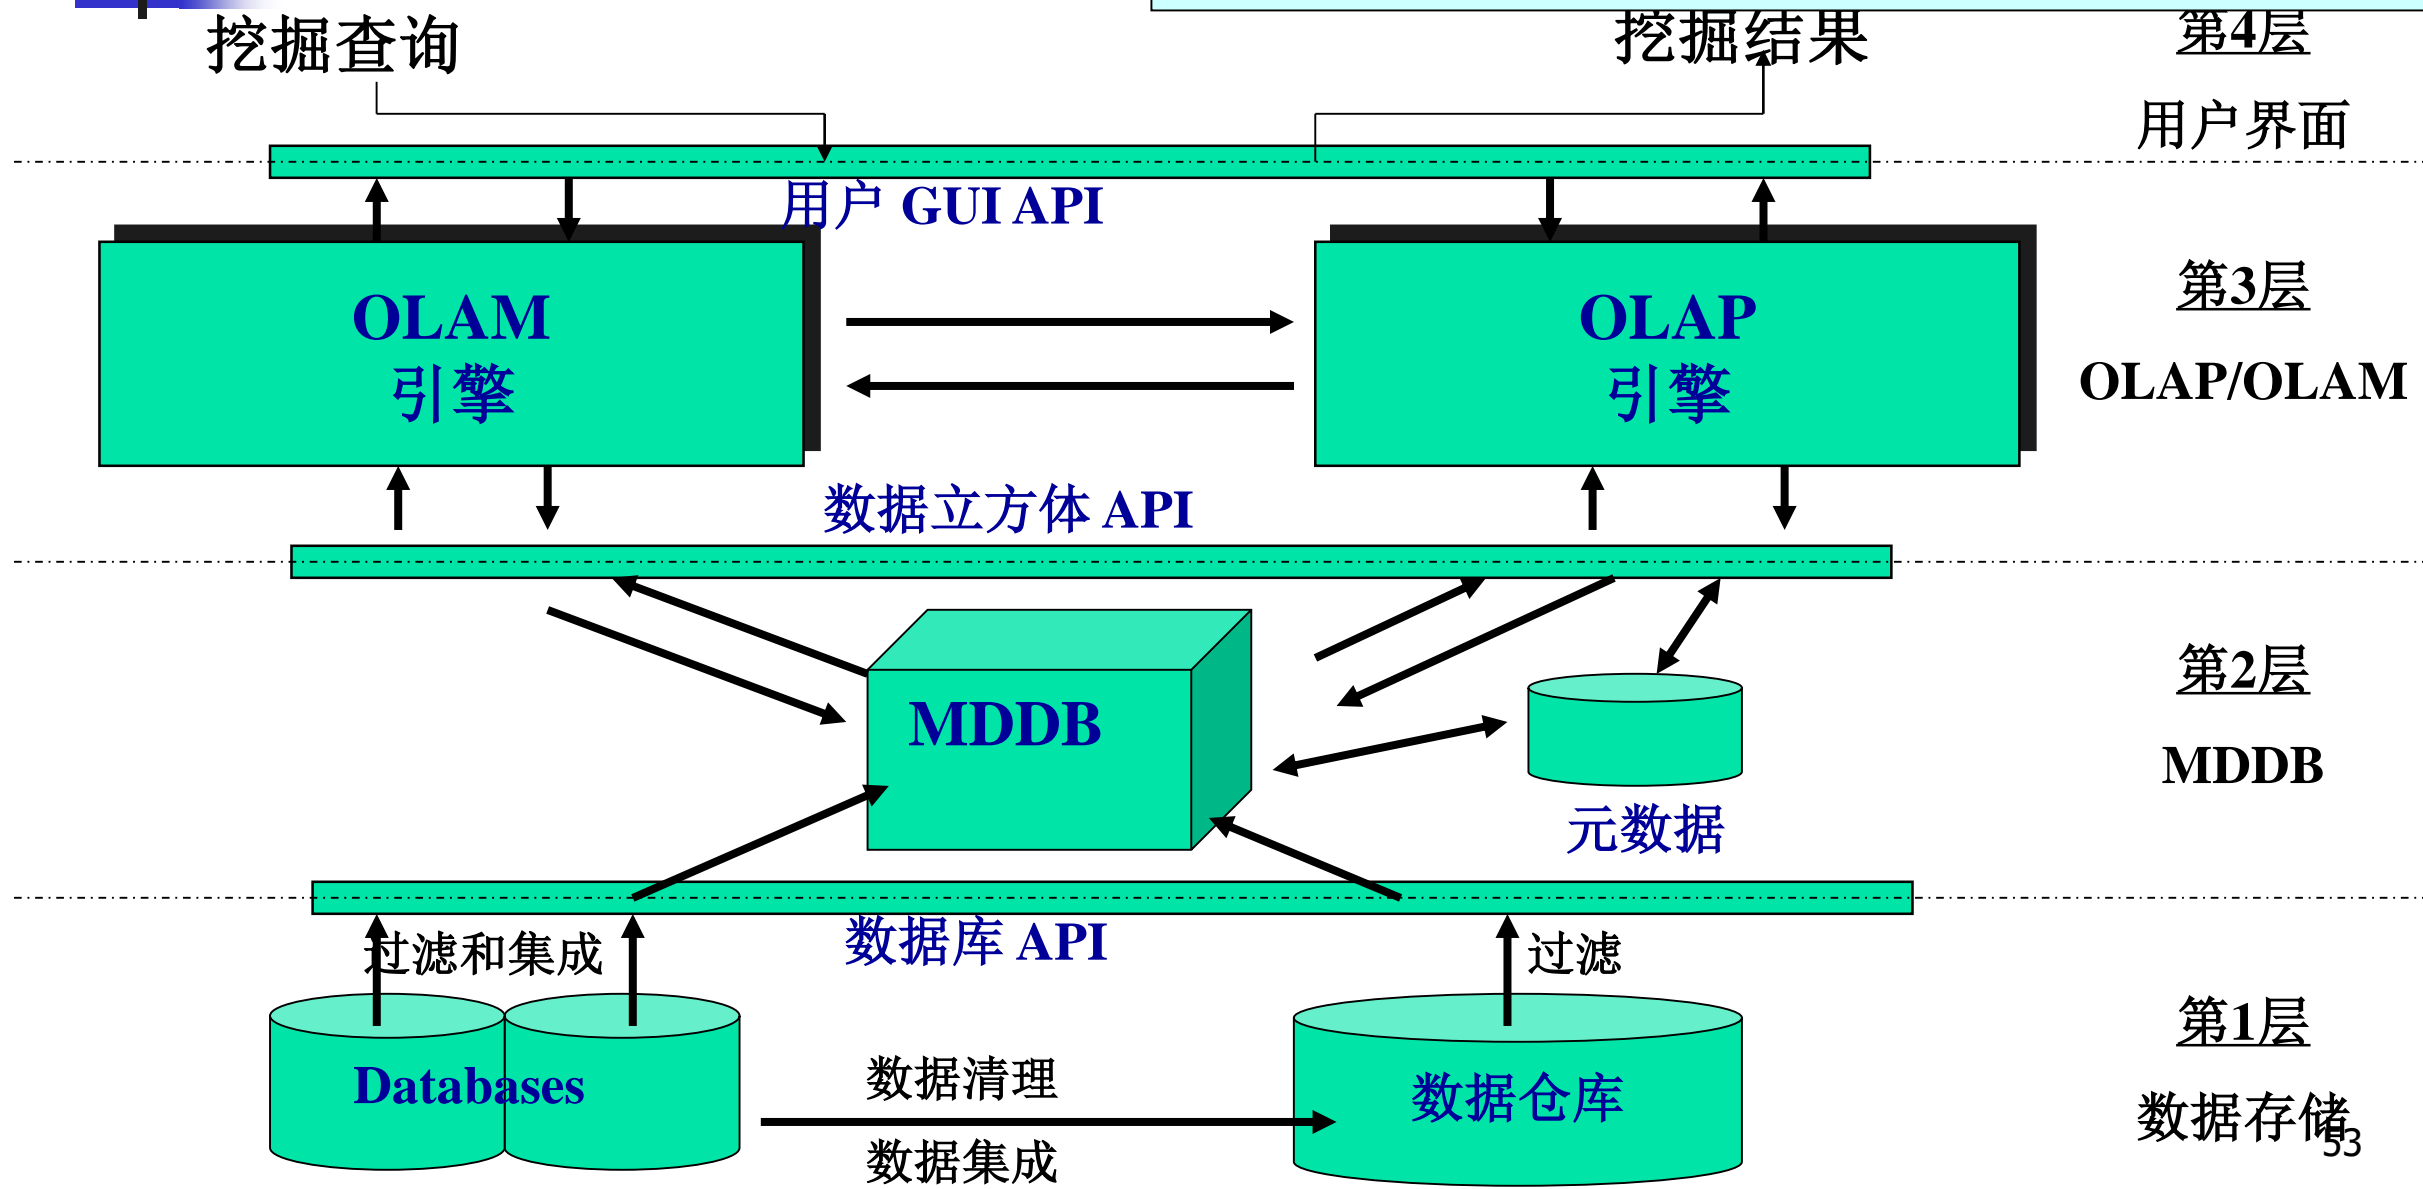 挖掘查询
挖掘结果
第4层
用户界面
用户 GUI API
OLAM
引擎
OLAP
引擎
第3层
OLAP/OLAM
数据立方体 API
第2层
MDDB
MDDB
元数据
数据库 API
过滤和集成
过滤
第1层
数据存储
Databases
数据清理
数据集成
数据仓库
53